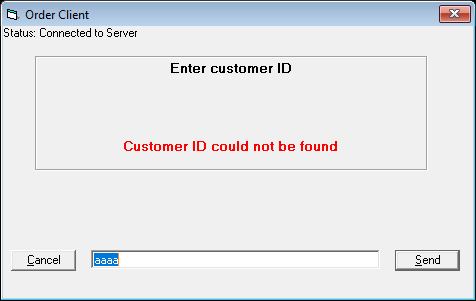 Order Client
Status: Connected to Server
Enter customer ID
Customer ID could not be found
Cancel
aaaa
Send